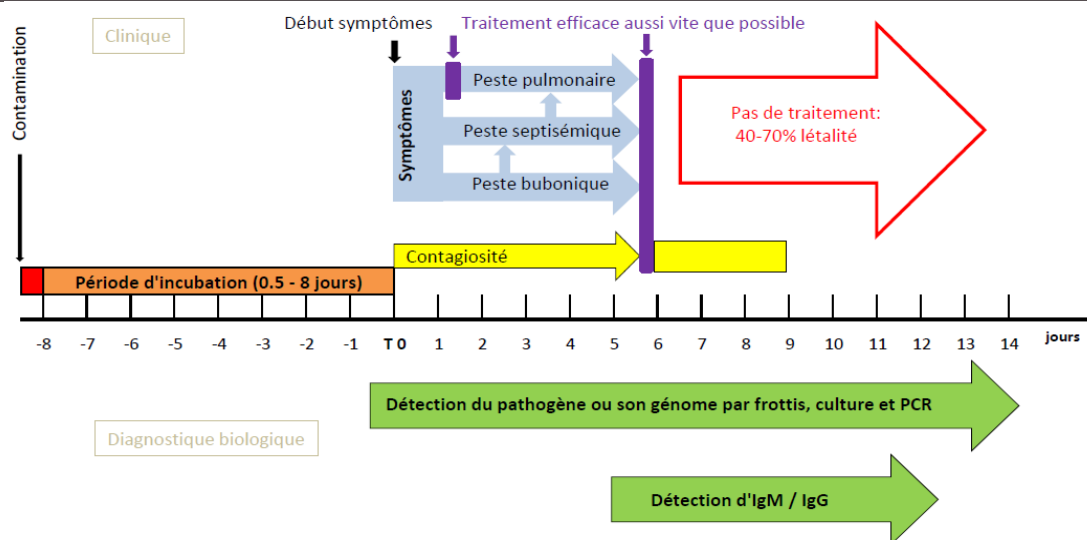 Clinique
Contamination
Début symptômes
Traitement efficace aussi vite que possible
Symptômes
Peste pulmonaire
Peste septisémique
Peste bubonique
Pas de traitement:
40-70% létalité
Contagiosité
Période d'incubation (0.5 - 8 jours)
-8 -7 -6 -5 -4 -3 -2 -1 T 0 1 2 3 4 5 6 7 8 9 10 11 12 13 14 jours
Détection du pathogène ou son génome par frottis, culture et PCR
Diagnostique biologique
Détection d'IgM / IgG